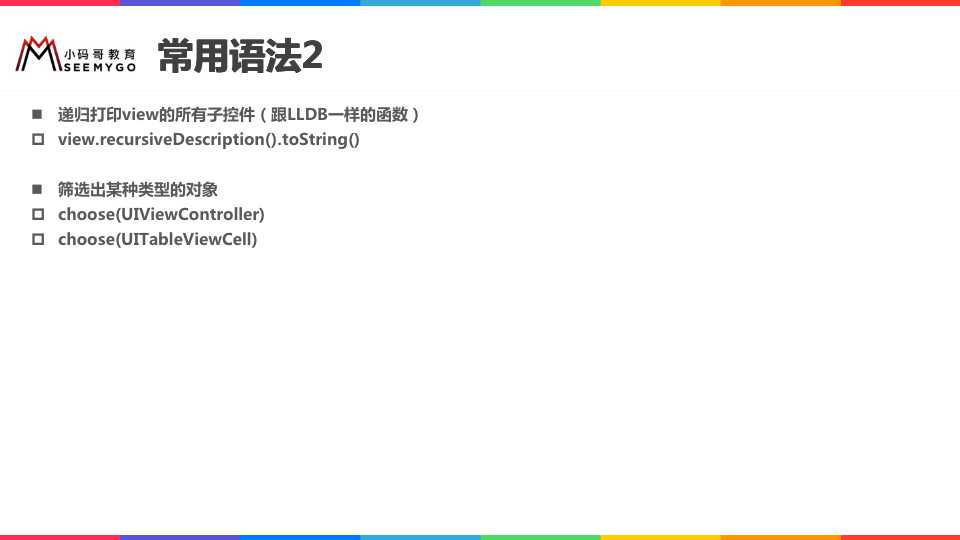 小码哥教育
SEEMYGO
常用语法2
递归打印view的所有子控件（跟LLDB一样的函数）
view.recursiveDescription().toString()
筛选出某种类型的对象
choose(UIViewController)
choose(UITableViewCell)